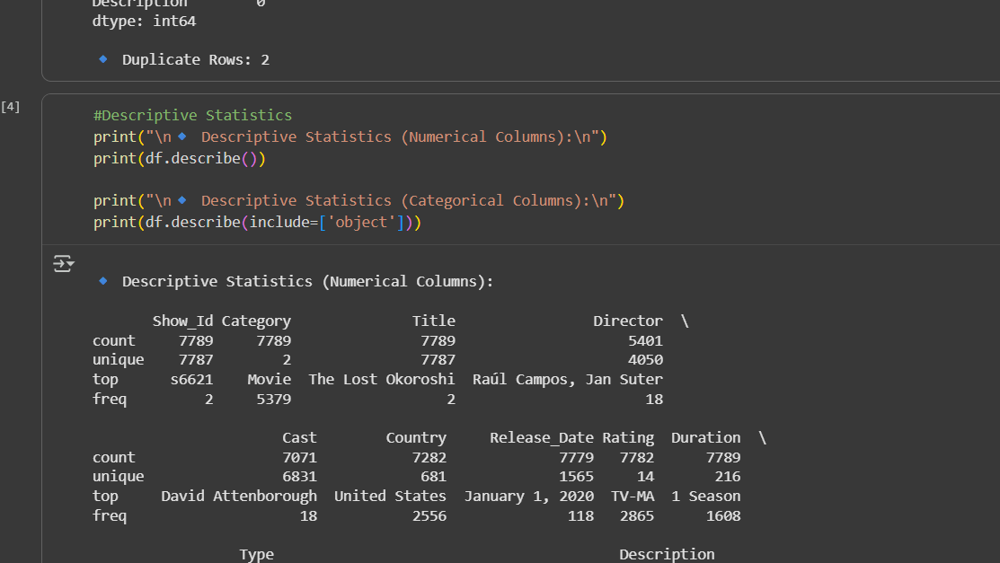 Description        0
dtype: int64
🔹 Duplicate Rows: 2
[4]
#Descriptive Statistics
print("\n🔹 Descriptive Statistics (Numerical Columns):\n")
print(df.describe())
print("\n🔹 Descriptive Statistics (Categorical Columns):\n")
print(df.describe(include=['object']))
🔹 Descriptive Statistics (Numerical Columns):
       Show_Id Category              Title                Director  \
count     7789     7789               7789                    5401
unique    7787        2               7787                    4050
top      s6621    Movie  The Lost Okoroshi  Raúl Campos, Jan Suter
freq         2     5379                  2                      18
                      Cast        Country     Release_Date Rating  Duration  \
count                 7071           7282             7779   7782      7789
unique                6831            681             1565     14       216
top     David Attenborough  United States  January 1, 2020  TV-MA  1 Season
freq                    18           2556              118   2865      1608
                 Type                                        Description